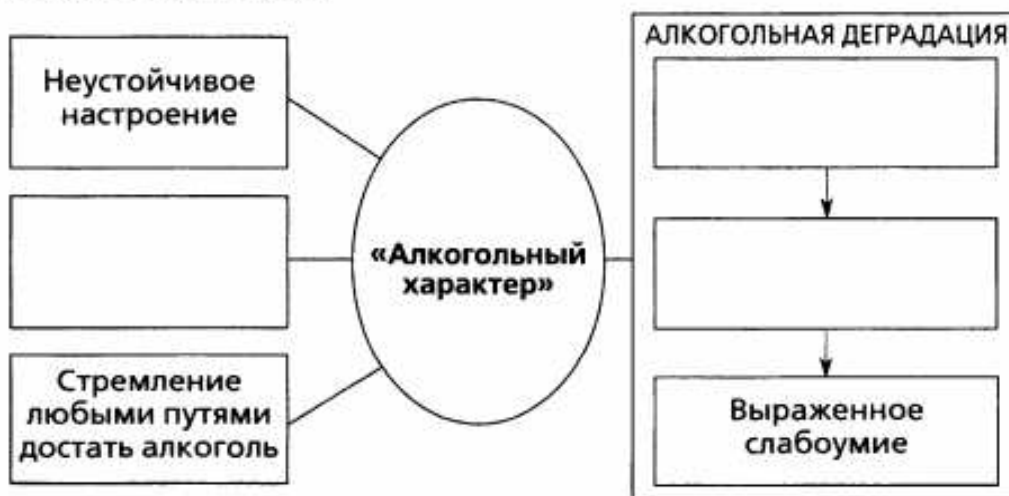 Неустойчивое
настроение
Стремление
любыми путями
достать алкоголь
«Алкогольный
характер»
АЛКОГОЛЬНАЯ ДЕГРАДАЦИЯ
Выраженное
слабоумие